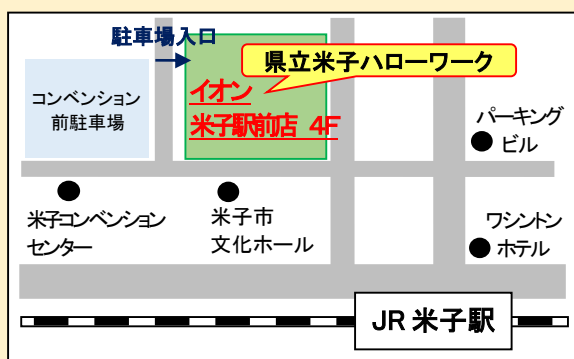 駐車場入口
県立米子ハローワーク
コンベンション
前駐車場
イオン
米子駅前店 4F
パーキング
ビル
米子コンベンション
センター
米子市
文化ホール
ワシントン
ホテル
JR 米子駅